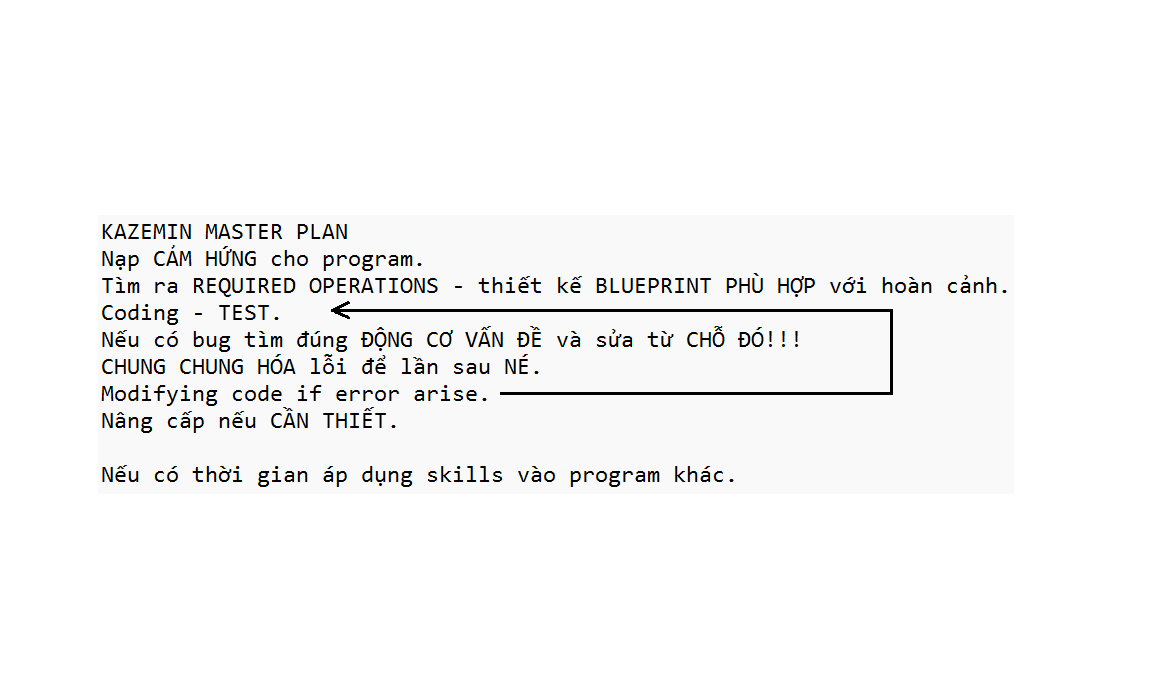 KAZEMIN MASTER PLAN
Nạp CẢM HỨNG cho program.
Tìm ra REQUIRED OPERATIONS - thiết kế BLUEPRINT PHÙ HỢP với hoàn cảnh.
Coding - TEST.
Nếu có bug tìm đúng ĐỘNG CƠ VẤN ĐỀ và sửa từ CHỖ ĐÓ!!!
CHUNG CHUNG HÓA lỗi để lần sau NÉ.
Modifying code if error arise.
Nâng cấp nếu CẦN THIẾT.
Nếu có thời gian áp dụng skills vào program khác.